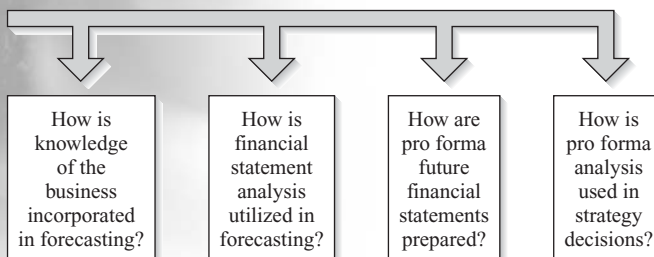 How is
knowledge
of the
business
incorporated
in forecasting?
How is
financial
statement
analysis
utilized in
forecasting?
How are
pro forma
future
financial
statements
prepared?
How is
pro forma
analysis
used in
strategy
decisions?